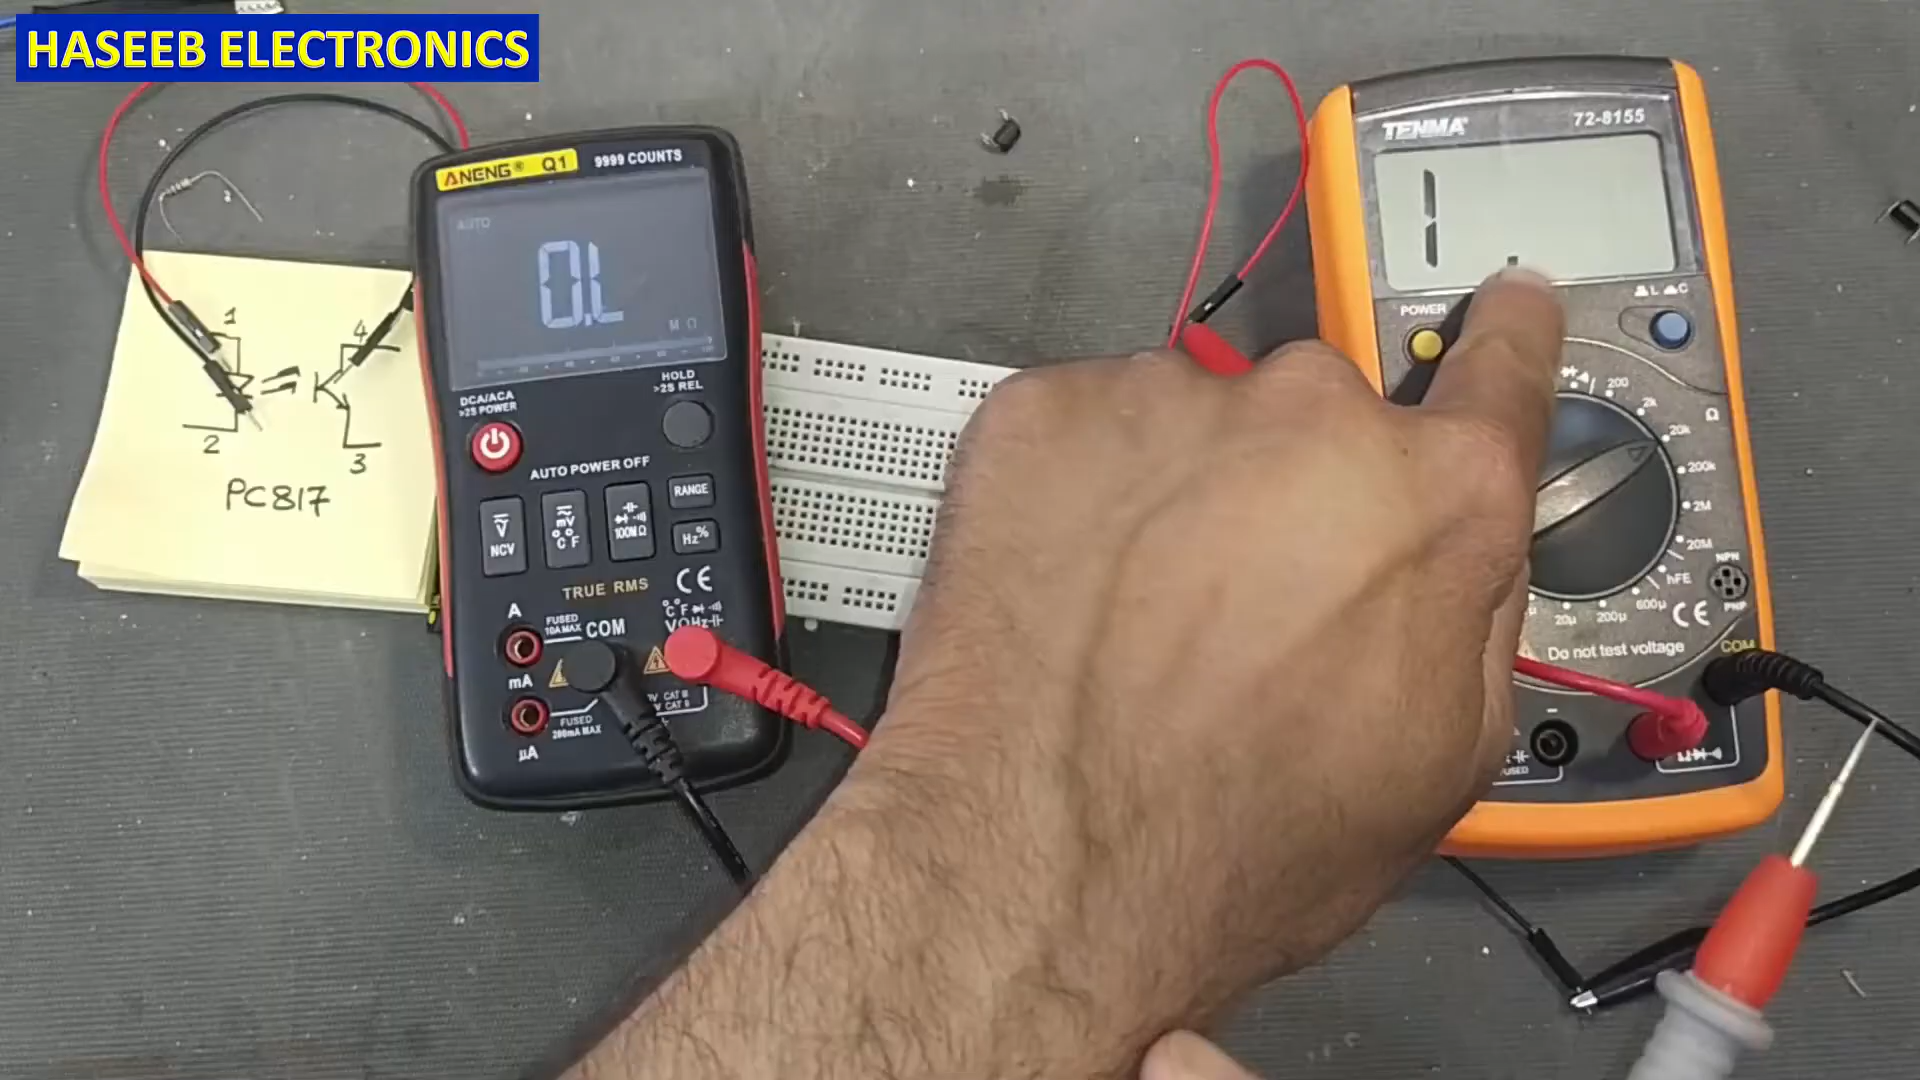 HASEEB ELECTRONICS
1
4
2
3
PC817
ANENG® Q1
9999 COUNTS
AUTO
0.L
M Ω
DCA/ACA
>2S POWER
HOLD
>2S REL
AUTO POWER OFF
RANGE
V
NCV
mV
°C °F
100MΩ
Hz%
TRUE RMS
CE
A
FUSED
10A MAX
COM
°C°F
VΩHz
mA
FUSED
200mA MAX
μA
TENMA
72-8155
1
POWER
L C
200
2k
Ω
20k
200k
2M
20M
NPN
hFE
PNP
600μ
200μ
20μ
CE
Do not test voltage
COM
Ω
FUSED